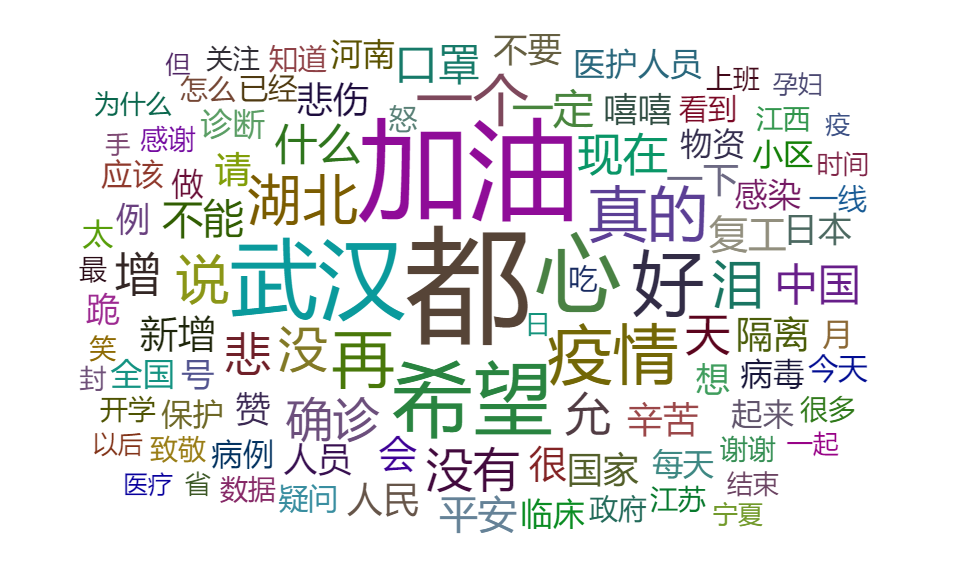 但 关注 知道 河南 口罩 不要 医护人员 上班 孕妇
为什么 怎么 已经 悲伤 怒 一个 一定 嘻嘻 看到 江西 疫
手 感谢 诊断 什么 加油 现在 物资 小区 时间
应该 做 请 湖北 真的 一下 感染 一线
太 例 不能 复工 日本
最 增 说 武汉 都 心 吃 好 泪 中国
跪 新增 悲 没 再 日 疫情 天 隔离 月
笑 封 全国 号 希望 想 病毒 今天
开学 保护 赞 确诊 允 辛苦 起来 很多
以后 致敬 病例 人员 会 没有 很 国家 每天 谢谢 一起
医疗 省 数据 疑问 人民 平安 临床 政府 江苏 结束 宁夏